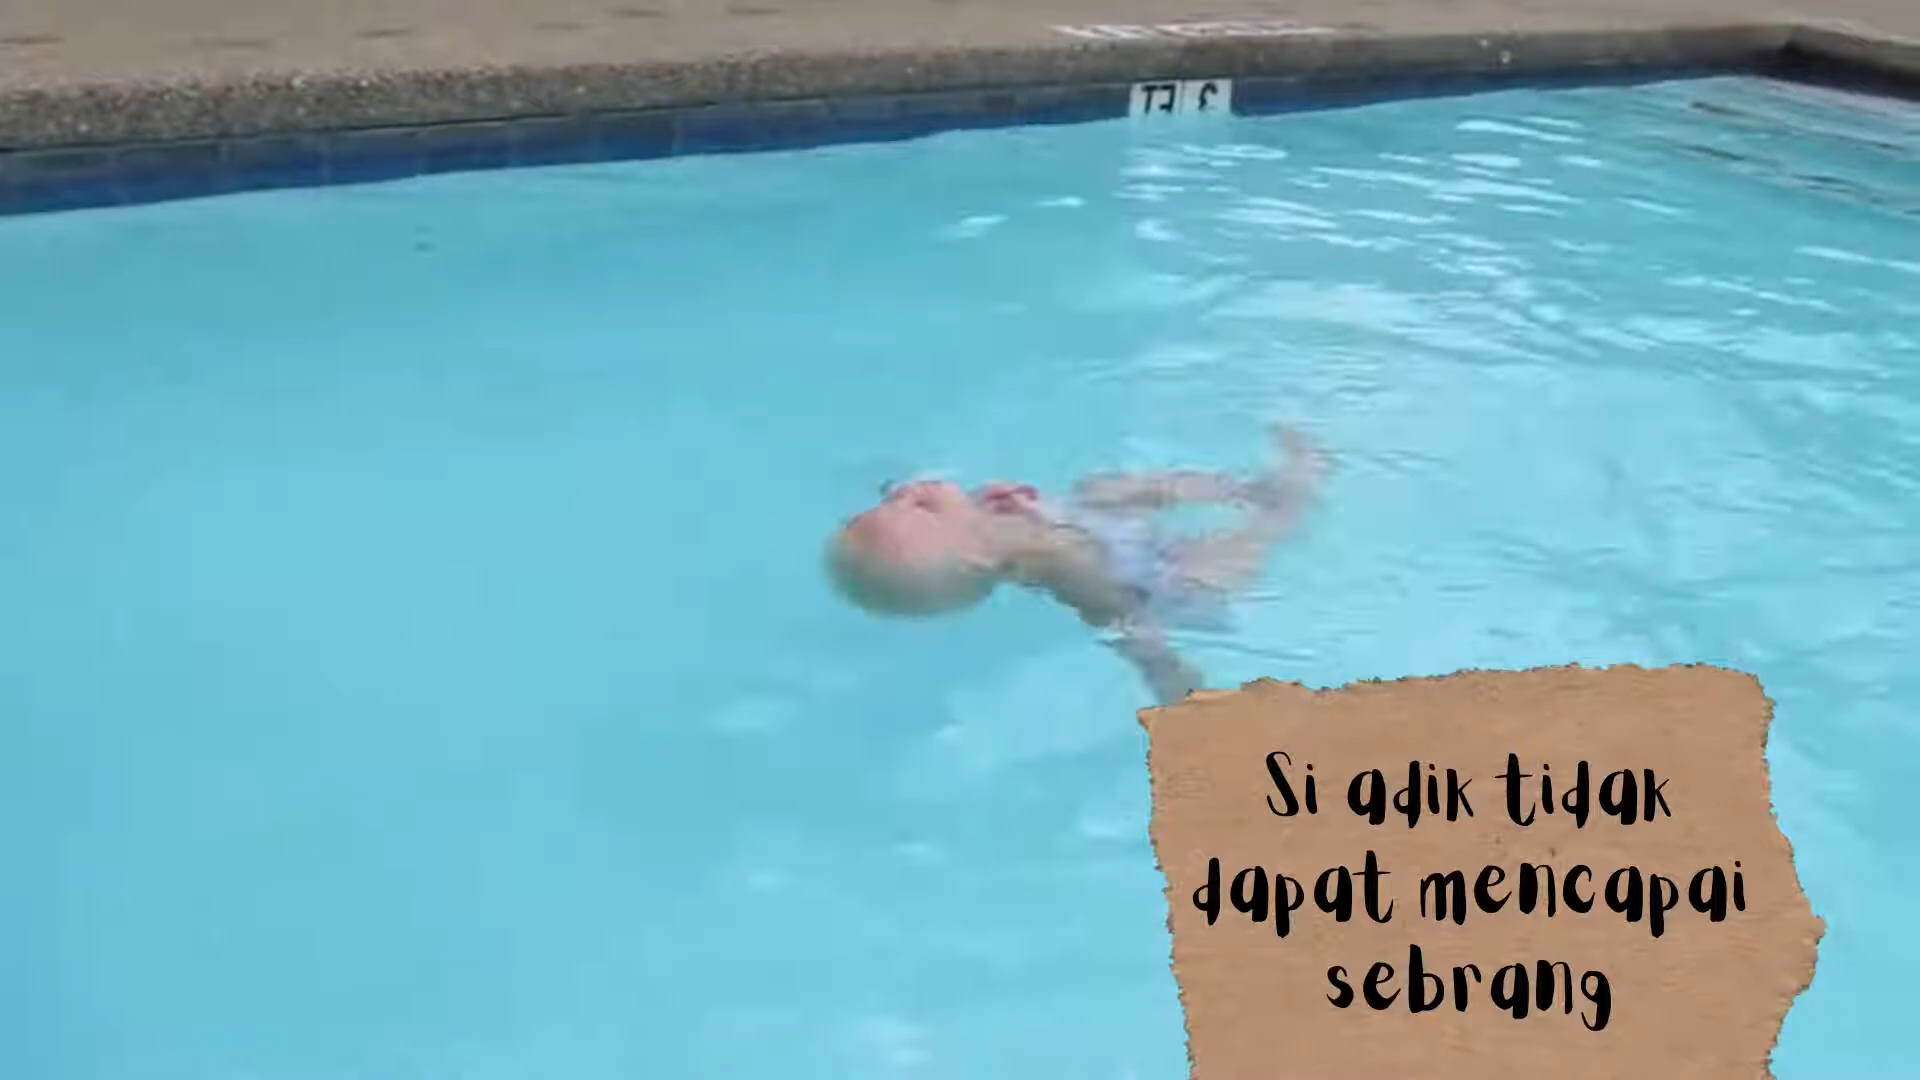 3 FT
Si adik tidak
dapat mencapai
sebrang